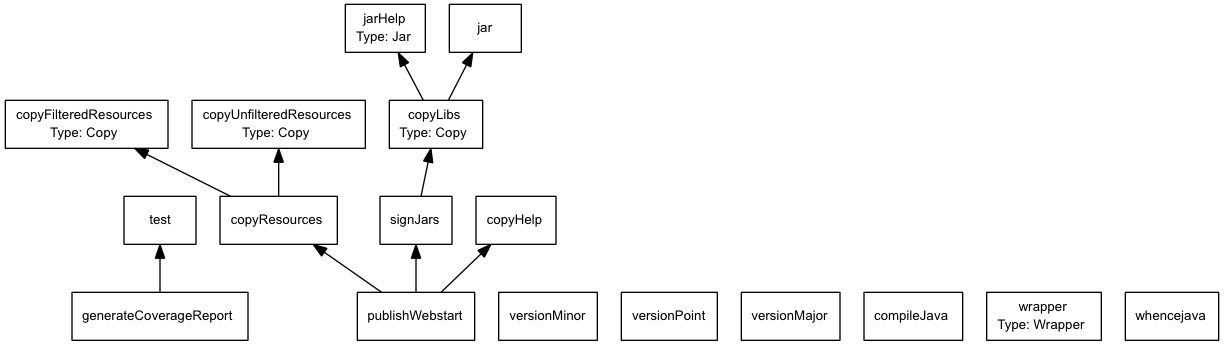 jarHelp
Type: Jar
jar
copyFilteredResources
Type: Copy
copyUnfilteredResources
Type: Copy
copyLibs
Type: Copy
test
copyResources
signJars
copyHelp
generateCoverageReport
publishWebstart
versionMinor
versionPoint
versionMajor
compileJava
wrapper
Type: Wrapper
whencejava